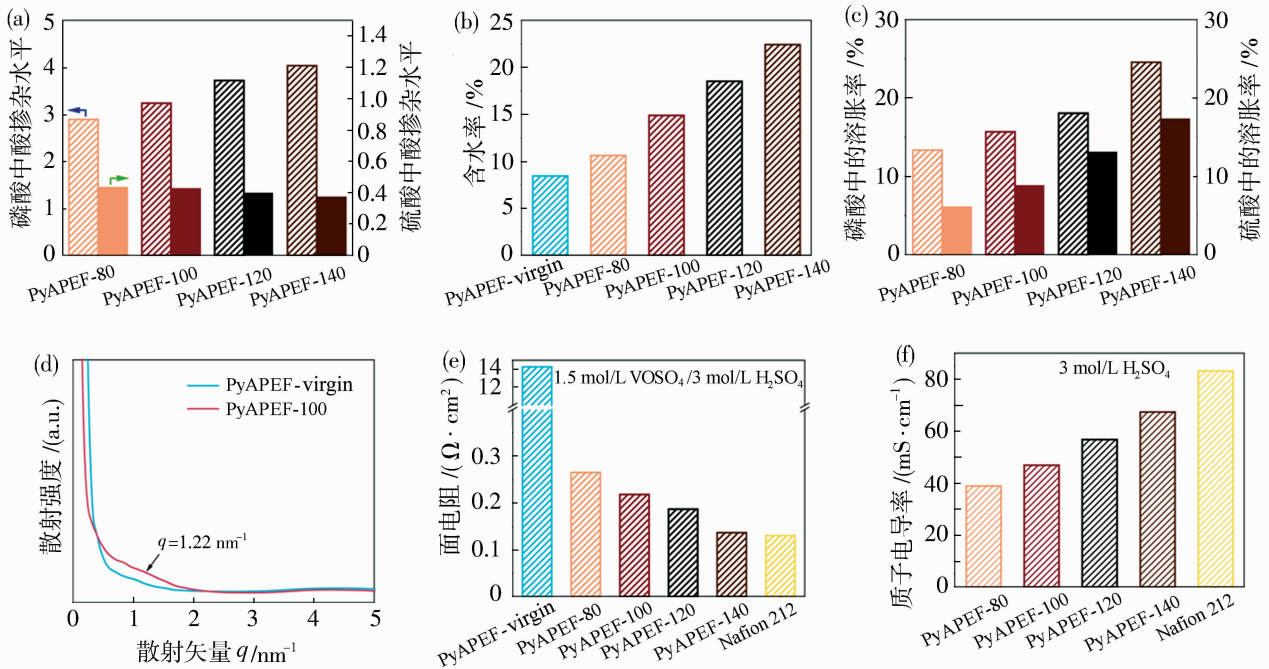 (a)
磷酸中酸掺杂水平
5
4
3
2
1
0
1.4
1.2
1.0
0.8
0.6
0.4
0.2
0
硫酸中酸掺杂水平
PyAPEF-80
PyAPEF-100
PyAPEF-120
PyAPEF-140
(b)
含水率/%
25
20
15
10
5
0
PyAPEF-virgin
PyAPEF-80
PyAPEF-100
PyAPEF-120
PyAPEF-140
(c)
磷酸中的溶胀率/%
30
20
10
0
30
20
10
0
硫酸中的溶胀率/%
PyAPEF-80
PyAPEF-100
PyAPEF-120
PyAPEF-140
(d)
散射强度/(a.u.)
PyAPEF-virgin
PyAPEF-100
q=1.22 nm⁻¹
0 1 2 3 4 5
散射矢量 q/nm⁻¹
(e)
面电阻/(Ω·cm²)
1.5 mol/L VOSO₄/3 mol/L H₂SO₄
14
12
0.3
0.2
0.1
0
PyAPEF-virgin
PyAPEF-80
PyAPEF-100
PyAPEF-120
PyAPEF-140
Nafion 212
(f)
质子电导率/(mS·cm⁻¹)
3 mol/L H₂SO₄
80
60
40
20
0
PyAPEF-80
PyAPEF-100
PyAPEF-120
PyAPEF-140
Nafion 212